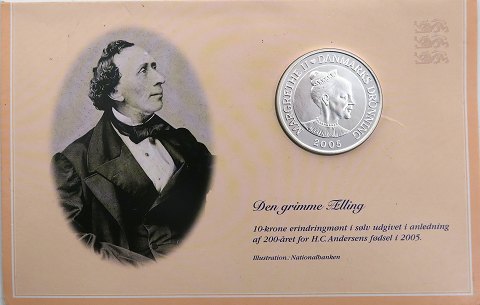 MARGRETHE II ♥ DANMARKS DRONNING
2005
Den grimme Ælling
10-krone erindringmønt i sølv udgivet i anledning
af 200-året for H.C. Andersens fødsel i 2005.
Illustration: Nationalbanken